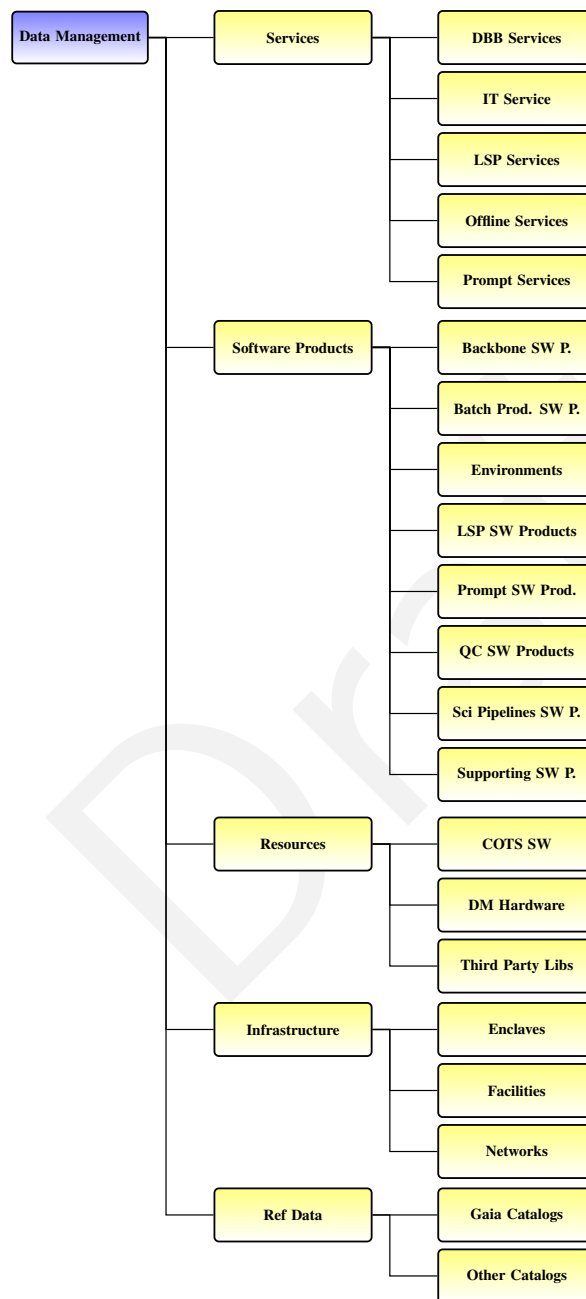 Data Management
Services
DBB Services
IT Service
LSP Services
Offline Services
Prompt Services
Software Products
Backbone SW P.
Batch Prod. SW P.
Environments
LSP SW Products
Prompt SW Prod.
QC SW Products
Sci Pipelines SW P.
Supporting SW P.
Resources
COTS SW
DM Hardware
Third Party Libs
Infrastructure
Enclaves
Facilities
Networks
Ref Data
Gaia Catalogs
Other Catalogs